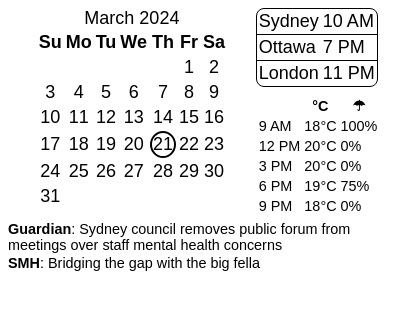 March 2024
Su Mo Tu We Th Fr Sa
1 2
3 4 5 6 7 8 9
10 11 12 13 14 15 16
17 18 19 20 21 22 23
24 25 26 27 28 29 30
31
Sydney 10 AM
Ottawa 7 PM
London 11 PM
°C ☂
9 AM 18°C 100%
12 PM 20°C 0%
3 PM 20°C 0%
6 PM 19°C 75%
9 PM 18°C 0%
Guardian: Sydney council removes public forum from
meetings over staff mental health concerns
SMH: Bridging the gap with the big fella